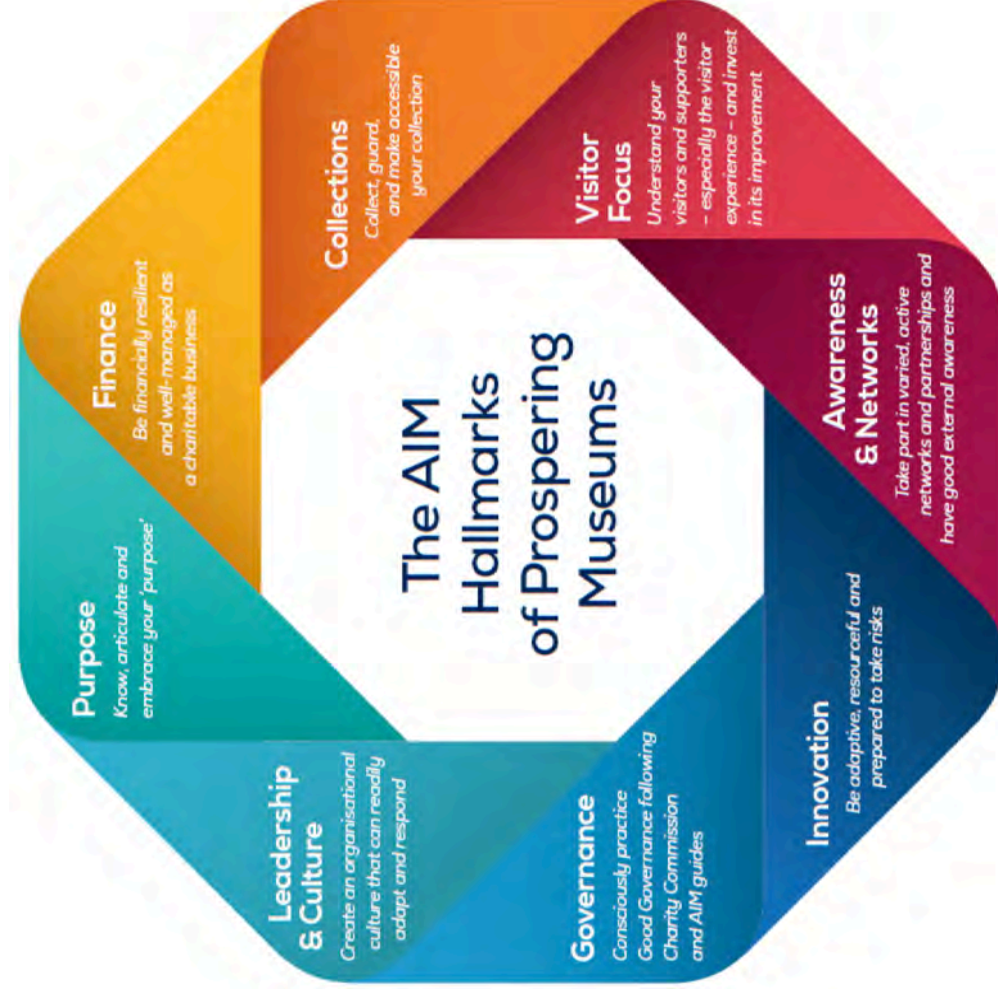 The AIM
Hallmarks
of Prospering
Museums
Purpose
Know, articulate and
embrace your 'purpose'
Finance
Be financially resilient
and well-managed as
a charitable business
Collections
Collect, guard,
and make accessible
your collection
Visitor
Focus
Understand your
visitors and supporters
– especially the visitor
experience – and invest
in its improvement
Awareness
& Networks
Take part in varied, active
networks and partnerships and
have good external awareness
Innovation
Be adaptive, resourceful and
prepared to take risks
Governance
Consciously practice
Good Governance following
Charity Commission
and AIM guides
Leadership
& Culture
Create an organisational
culture that can readily
adapt and respond